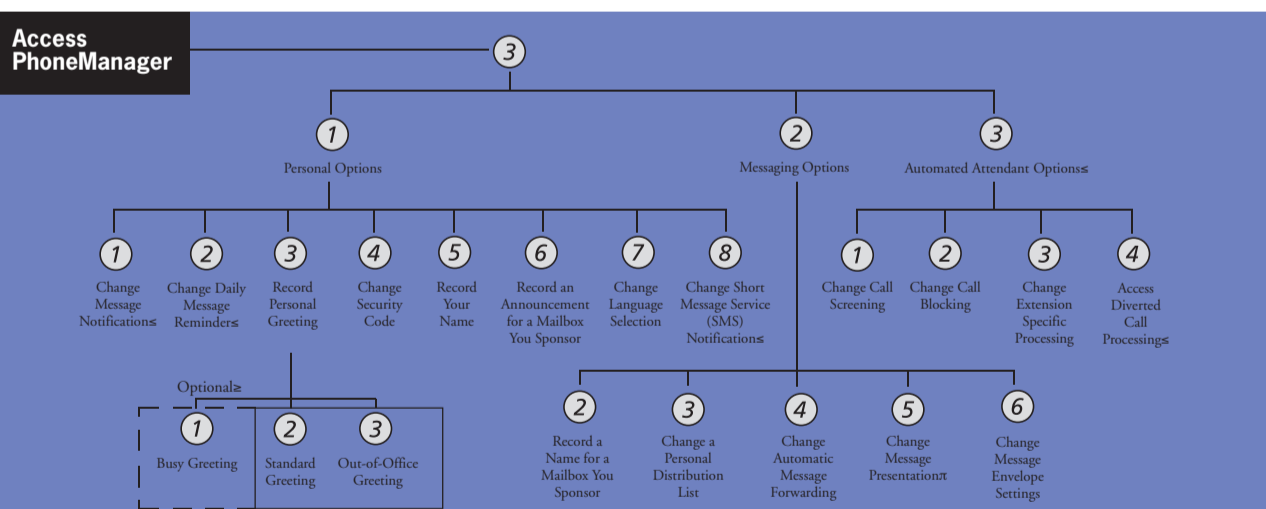 Access
PhoneManager
3
1
2
3
Personal Options
Messaging Options
Automated Attendant Options≤
1
2
3
4
5
6
7
8
Change
Message
Notifications≤
Change Daily
Message
Reminders≤
Record
Personal
Greeting
Change
Security
Code
Record
Your
Name
Record an
Announcement
for a Mailbox
You Sponsor
Change
Language
Selection
Change Short
Message Service
(SMS)
Notifications≤
1
2
3
4
Change Call
Screening
Change Call
Blocking
Change
Extension
Specific
Processing
Access
Diverted
Call
Processing≤
Optional≥
1
2
3
Busy Greeting
Standard
Greeting
Out-of-Office
Greeting
2
3
4
5
6
Record a
Name for a
Mailbox You
Sponsor
Change a
Personal
Distribution
List
Change
Automatic
Message
Forwarding
Change
Message
Presentationπ
Change
Message
Envelope
Settings